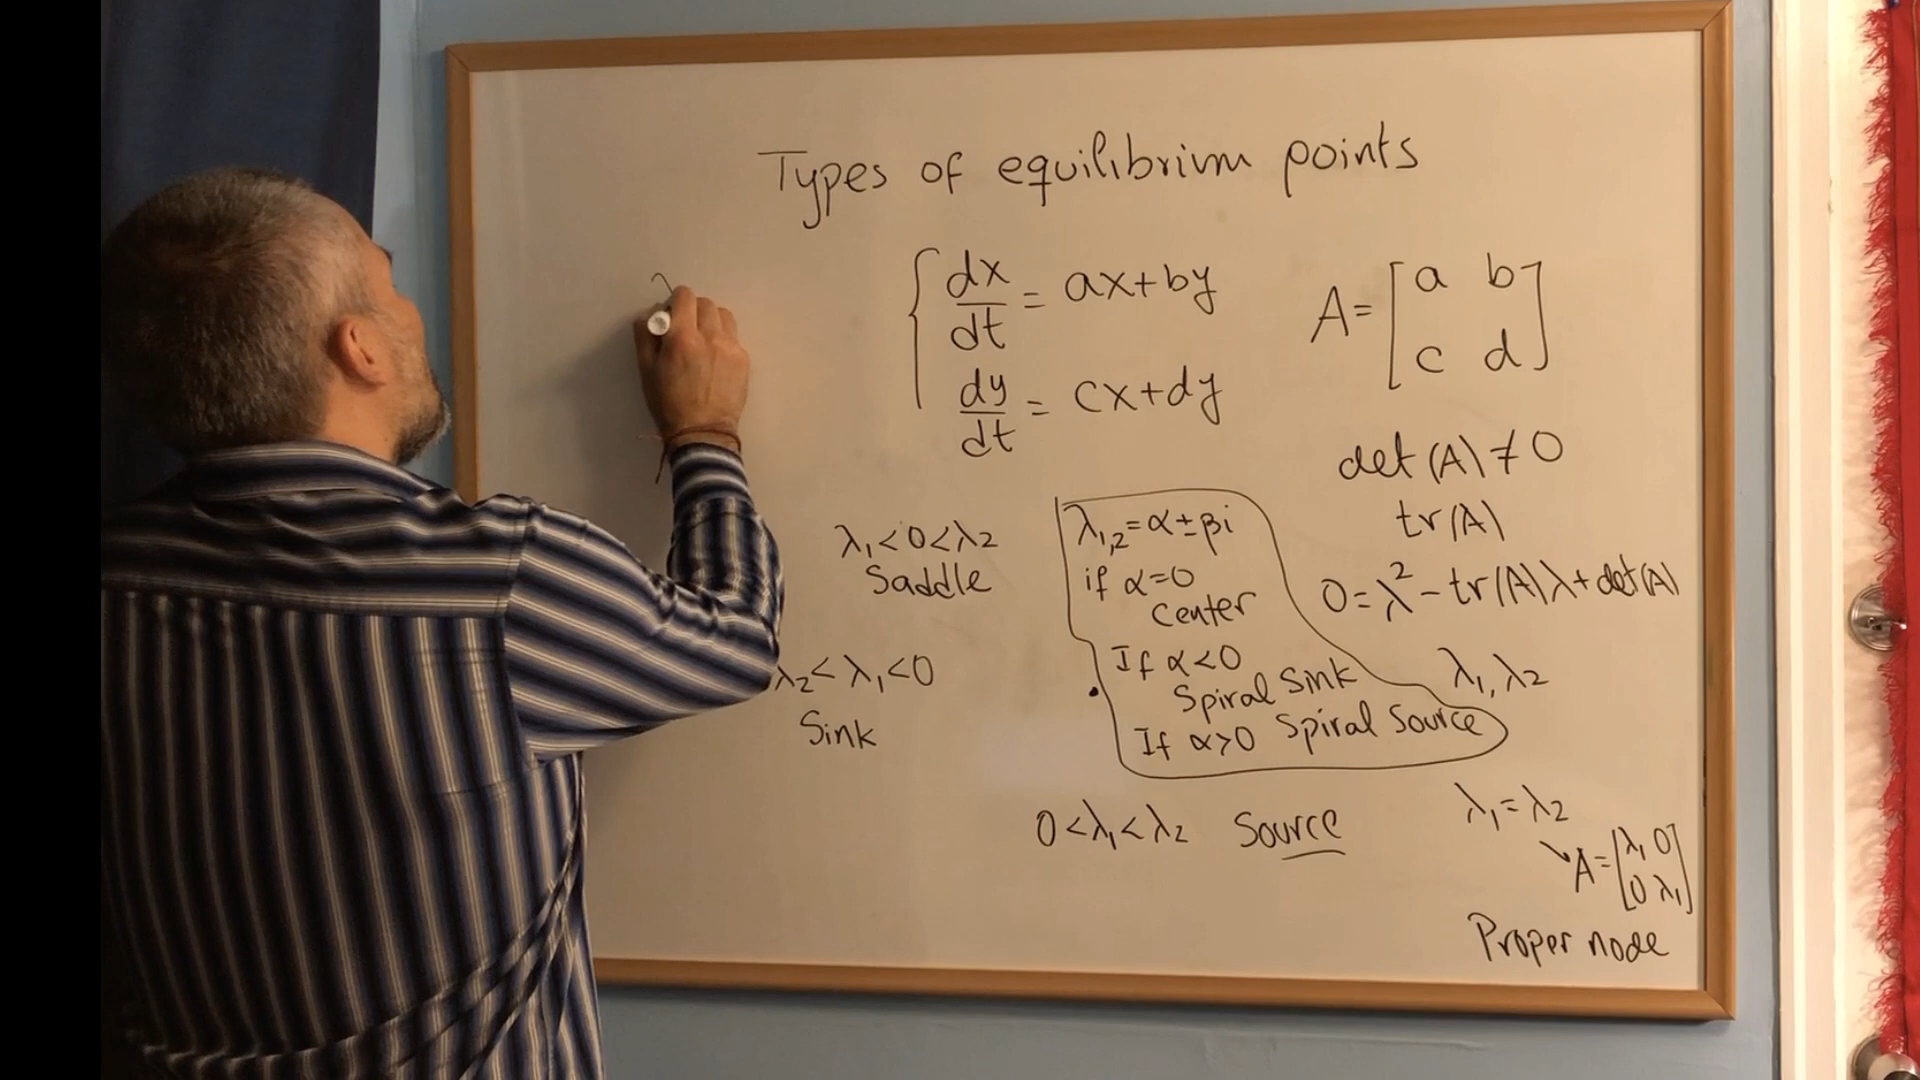 Types of equilibrium points
dx/dt = ax+by
dy/dt = cx+dy
A= [a b
c d]
det(A)≠0
tr(A)
0=λ²-tr(A)λ+det(A)
λ₁, λ₂
λ₁<0<λ₂
Saddle
λ₂<λ₁<0
Sink
λ₁,₂=α±βi
if α=0
Center
If α<0
Spiral Sink
If α>0 Spiral Source
0<λ₁<λ₂ Source
λ₁=λ₂
A=[λ₁ 0
0 λ₁]
Proper node